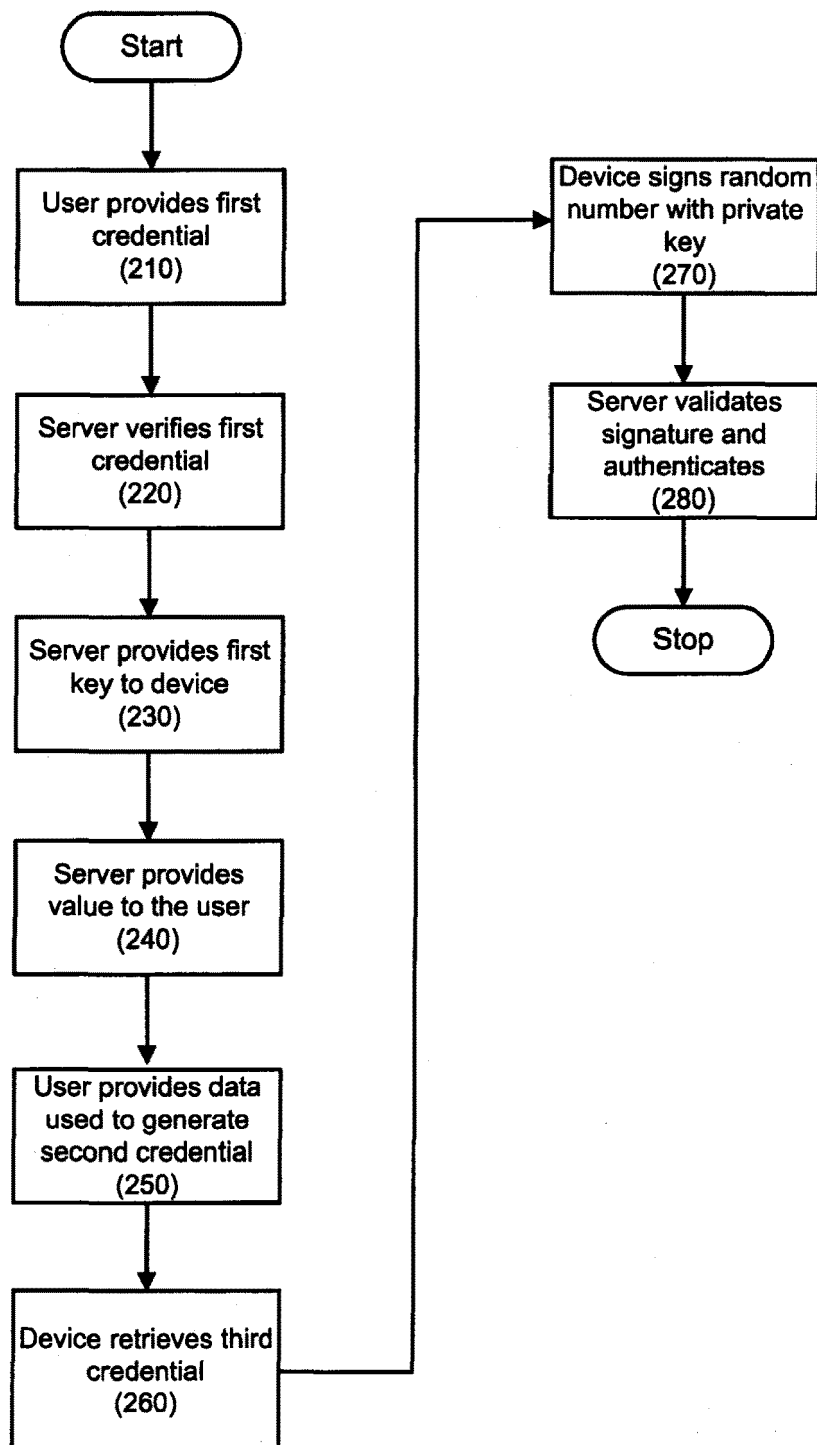 Start
User provides first
credential
(210)
Server verifies first
credential
(220)
Server provides first
key to device
(230)
Server provides
value to the user
(240)
User provides data
used to generate
second credential
(250)
Device retrieves third
credential
(260)
Device signs random
number with private
key
(270)
Server validates
signature and
authenticates
(280)
Stop